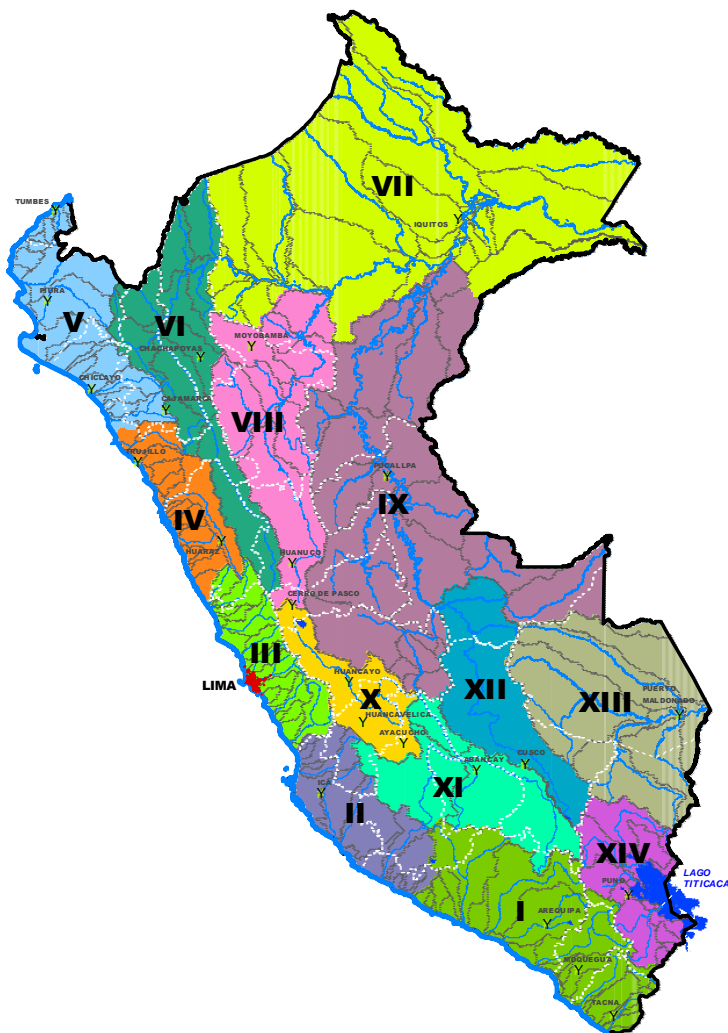 VII
TUMBES
IQUITOS
PIURA
V
VI
MOYOBAMBA
CHACHAPOYAS
CHICLAYO
CAJAMARCA
VIII
TRUJILLO
PUCALLPA
IX
IV
HUARAZ
HUANUCO
CERRO DE PASCO
III
LIMA
HUANCAYO
X
XII
XIII
PUERTO
MALDONADO
HUANCAVELICA
AYACUCHO
ABANCAY
CUSCO
XI
ICA
II
XIV
LAGO
TITICACA
PUNO
I
AREQUIPA
MOQUEGUA
TACNA